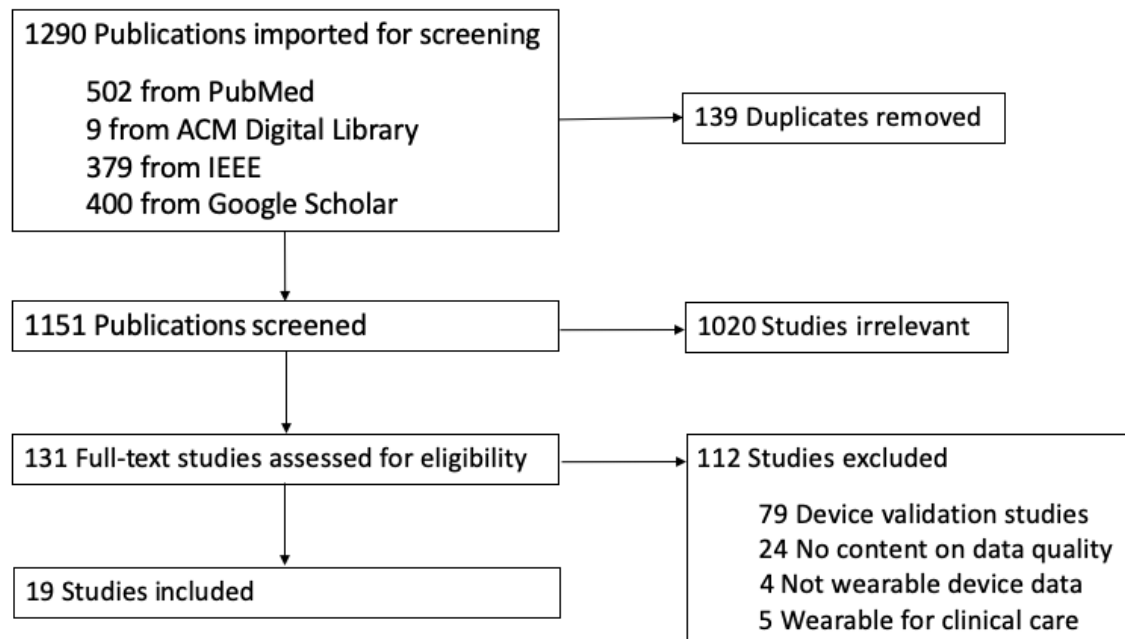 1290 Publications imported for screening
502 from PubMed
9 from ACM Digital Library
379 from IEEE
400 from Google Scholar
139 Duplicates removed
1151 Publications screened
1020 Studies irrelevant
131 Full-text studies assessed for eligibility
112 Studies excluded
79 Device validation studies
24 No content on data quality
4 Not wearable device data
5 Wearable for clinical care
19 Studies included